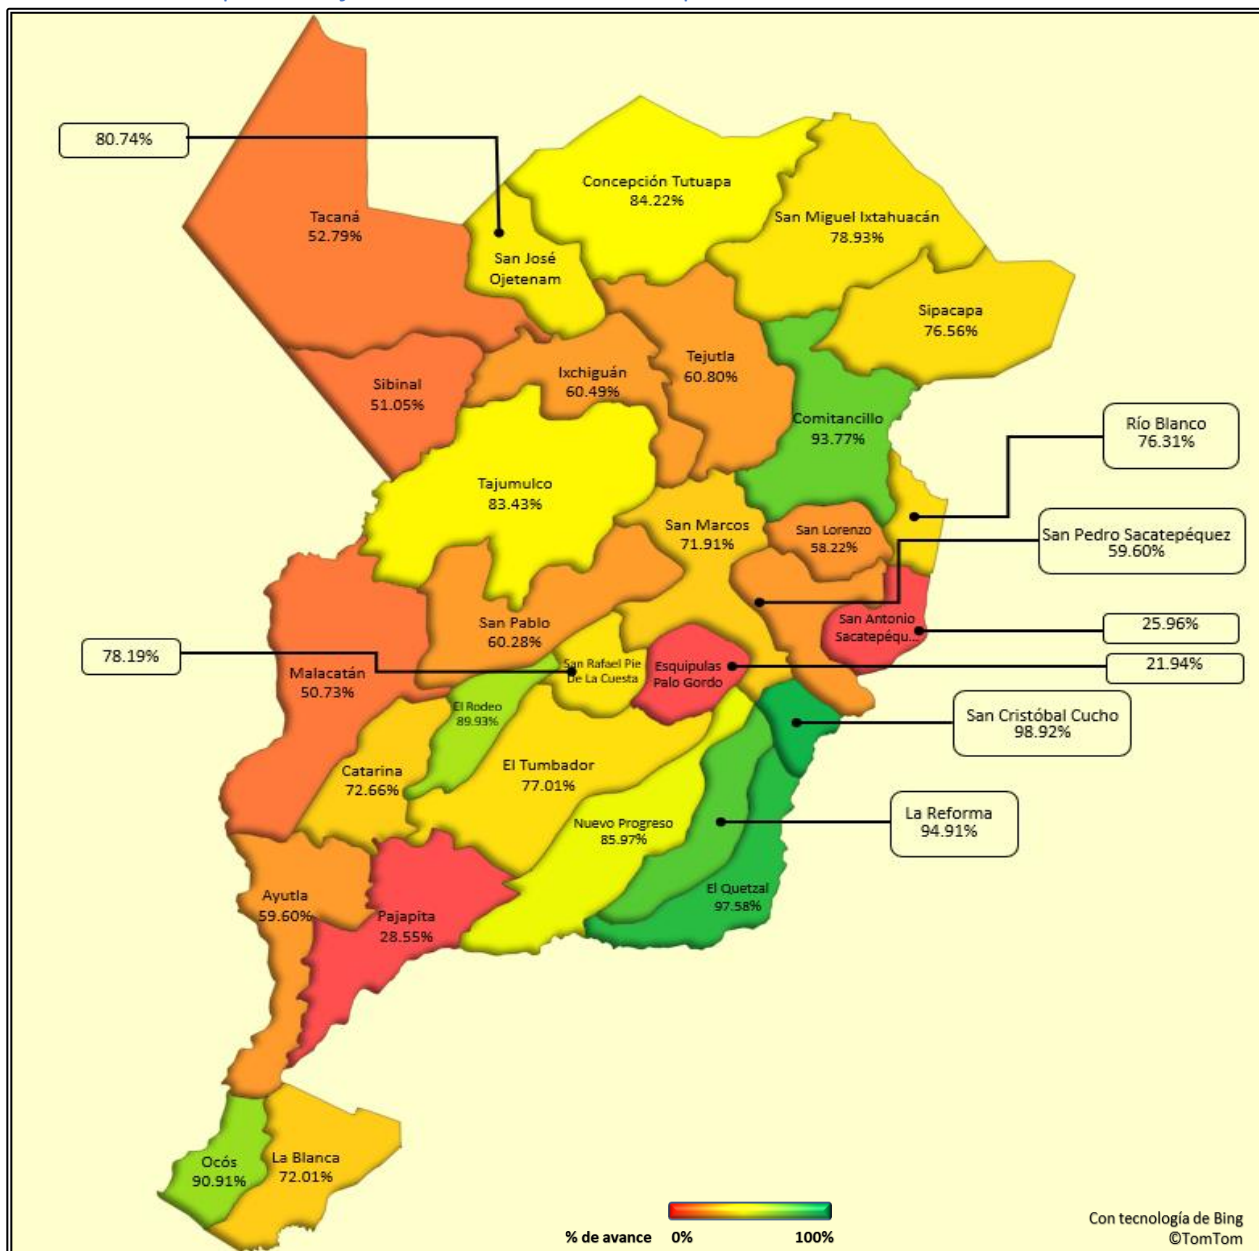 80.74%
Concepción Tutuapa
84.22%
San Miguel Ixtahuacán
78.93%
Tacaná
52.79%
San José
Ojetenam
Sipacapa
76.56%
Ixchiguán
60.49%
Tejutla
60.80%
Sibinal
51.05%
Comitancillo
93.77%
Río Blanco
76.31%
Tajumulco
83.43%
San Marcos
71.91%
San Lorenzo
58.22%
San Pedro Sacatepéquez
59.60%
San Pablo
60.28%
San Antonio
Sacatepéqu...
25.96%
21.94%
78.19%
San Rafael Pie
De La Cuesta
Esquipulas
Palo Gordo
Malacatán
50.73%
El Rodeo
89.93%
San Cristóbal Cucho
98.92%
Catarina
72.66%
El Tumbador
77.01%
Nuevo Progreso
85.97%
La Reforma
94.91%
El Quetzal
97.58%
Ayutla
59.60%
Pajapita
28.55%
Ocós
90.91%
La Blanca
72.01%
% de avance 0% 100%
Con tecnología de Bing
©TomTom